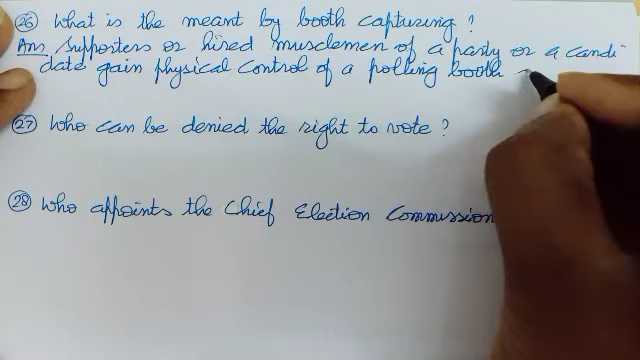 26 What is the meant by booth capturing ?
Ans Supporters or hired musclemen of a party or a candi-
date gain physical control of a polling booth
27 Who can be denied the right to vote ?
28 Who appoints the Chief Election Commission